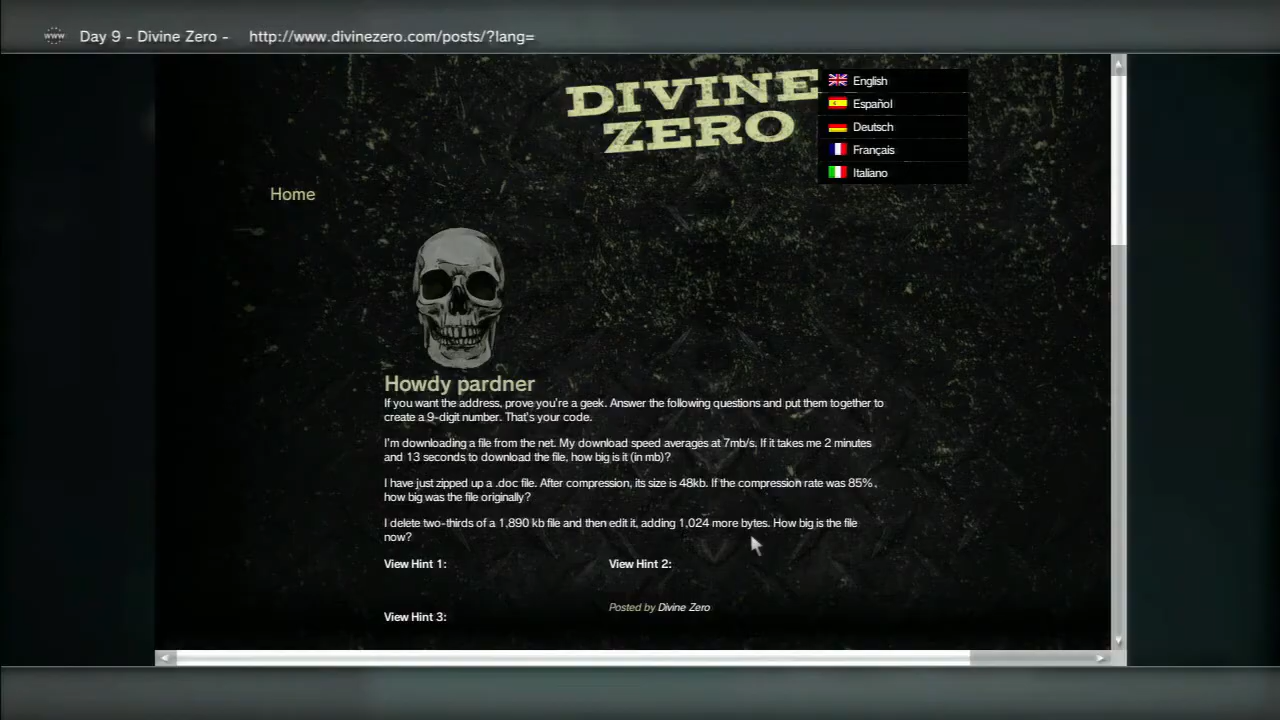 www Day 9 - Divine Zero - http://www.divinezero.com/posts/?lang=
DIVINE
ZERO
English
Español
Deutsch
Français
Italiano
Home
Howdy pardner
If you want the address, prove you're a geek. Answer the following questions and put them together to
create a 9-digit number. That's your code.
I'm downloading a file from the net. My download speed averages at 7mb/s. If it takes me 2 minutes
and 13 seconds to download the file, how big is it (in mb)?
I have just zipped up a .doc file. After compression, its size is 48kb. If the compression rate was 85%,
how big was the file originally?
I delete two-thirds of a 1,890 kb file and then edit it, adding 1,024 more bytes. How big is the file
now?
View Hint 1: View Hint 2:
Posted by Divine Zero
View Hint 3: